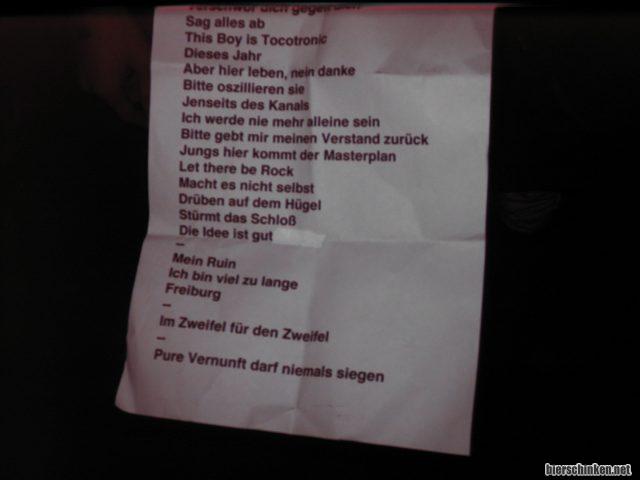 Verschwör dich gegen dich
Sag alles ab
This Boy is Tocotronic
Dieses Jahr
Aber hier leben, nein danke
Bitte oszillieren sie
Jenseits des Kanals
Ich werde nie mehr alleine sein
Bitte gebt mir meinen Verstand zurück
Jungs hier kommt der Masterplan
Let there be Rock
Macht es nicht selbst
Drüben auf dem Hügel
Stürmt das Schloß
Die Idee ist gut
–
Mein Ruin
Ich bin viel zu lange
Freiburg
–
Im Zweifel für den Zweifel
–
Pure Vernunft darf niemals siegen
bierschinken.net